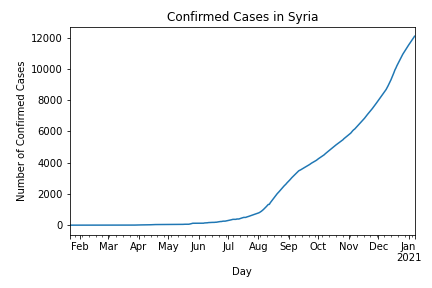 Confirmed Cases in Syria
Number of Confirmed Cases
12000
10000
8000
6000
4000
2000
0
Feb Mar Apr May Jun Jul Aug Sep Oct Nov Dec Jan
2021
Day